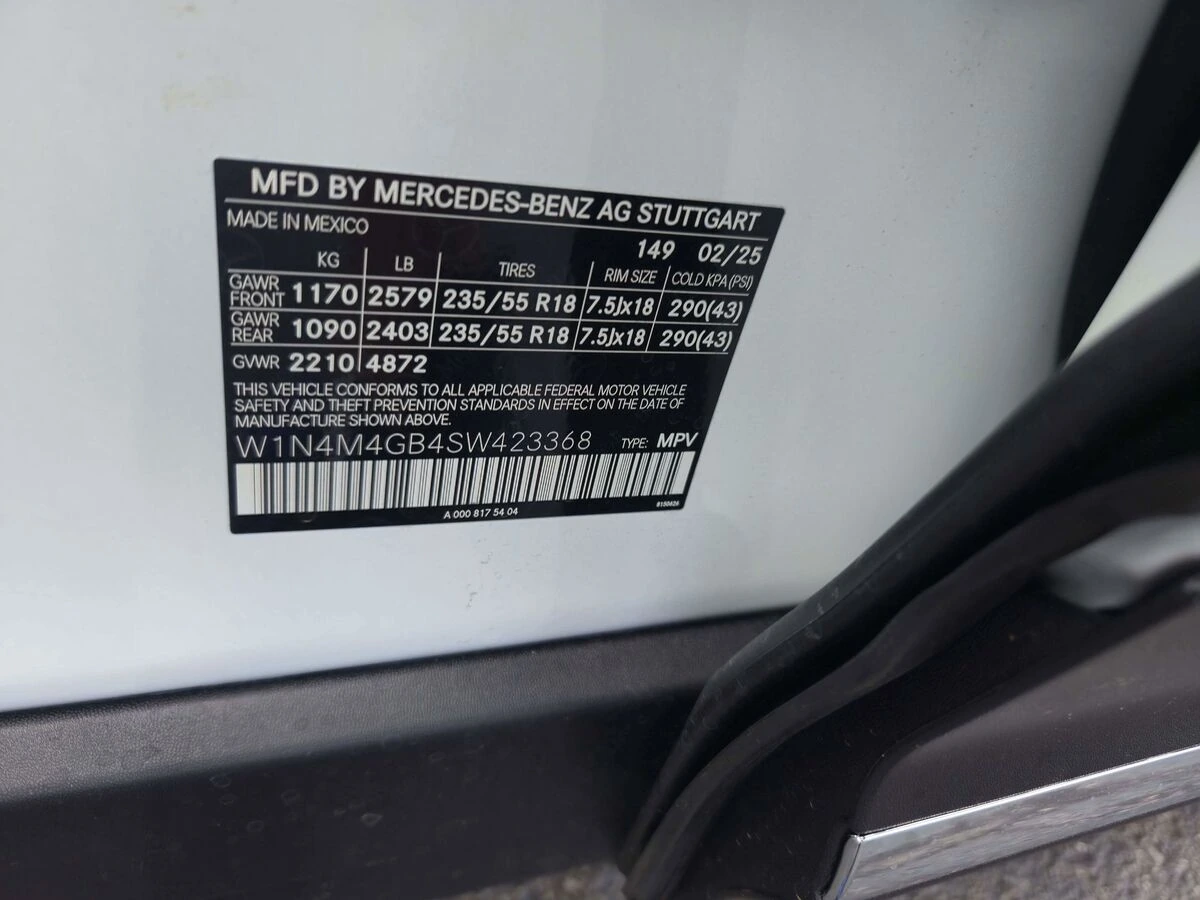 MFD BY MERCEDES-BENZ AG STUTTGART
MADE IN MEXICO
149 02/25
KG LB TIRES RIM SIZE COLD KPA (PSI)
GAWR FRONT 1170 2579 235/55 R18 7.5Jx18 290(43)
GAWR REAR 1090 2403 235/55 R18 7.5Jx18 290(43)
GVWR 2210 4872
THIS VEHICLE CONFORMS TO ALL APPLICABLE FEDERAL MOTOR VEHICLE
SAFETY AND THEFT PREVENTION STANDARDS IN EFFECT ON THE DATE OF
MANUFACTURE SHOWN ABOVE.
W1N4M4GB4SW423368 TYPE: MPV
A 000 817 54 04 8150626